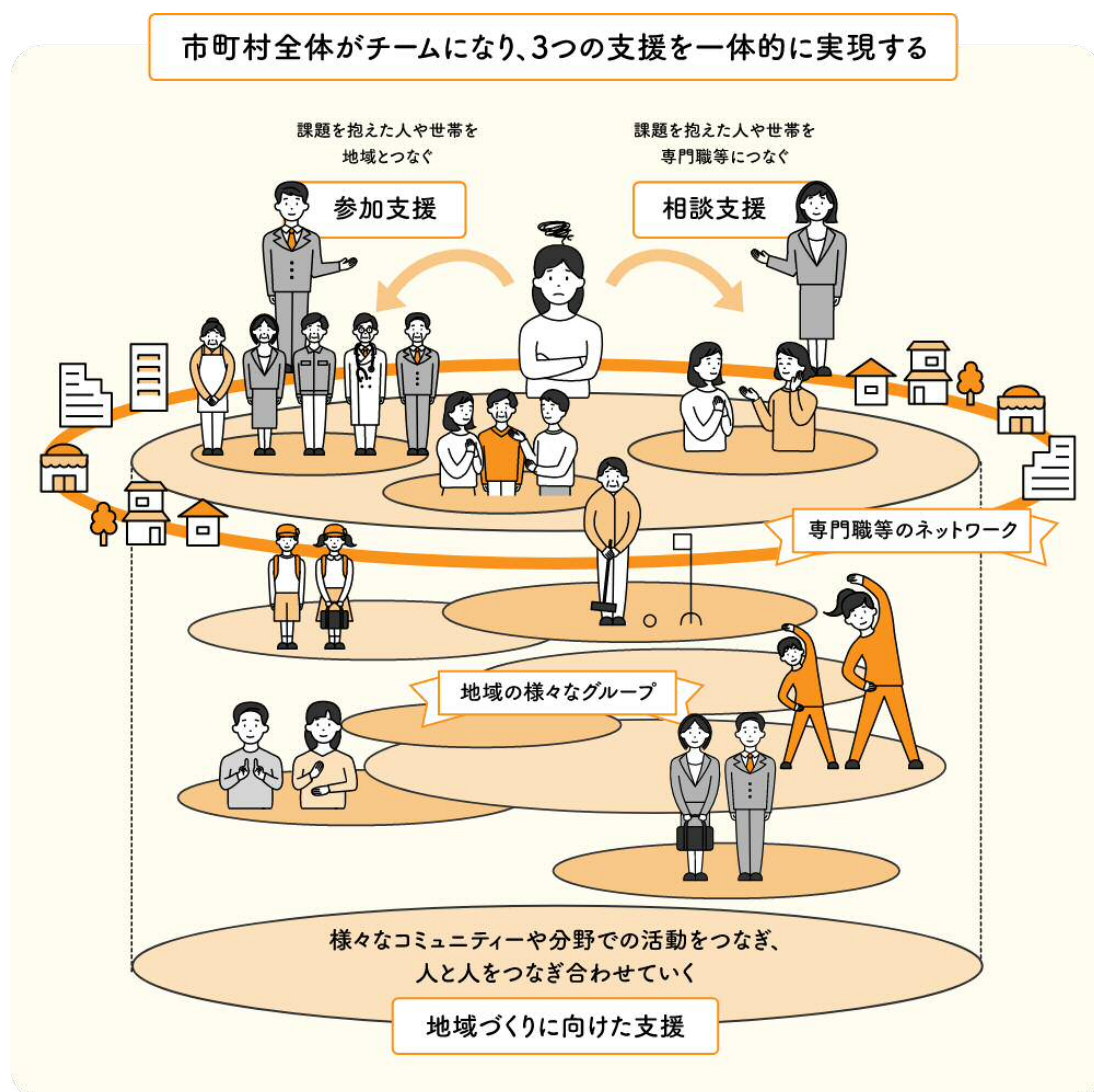 市町村全体がチームになり、3つの支援を一体的に実現する
課題を抱えた人や世帯を
地域とつなぐ
参加支援
課題を抱えた人や世帯を
専門職等につなぐ
相談支援
専門職等のネットワーク
地域の様々なグループ
様々なコミュニティーや分野での活動をつなぎ、
人と人をつなぎ合わせていく
地域づくりに向けた支援